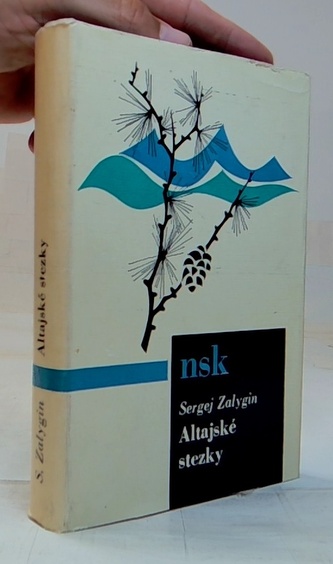 nsk
Sergej Zalygin
Altajské
stezky
S. Zalygin Altajské stezky